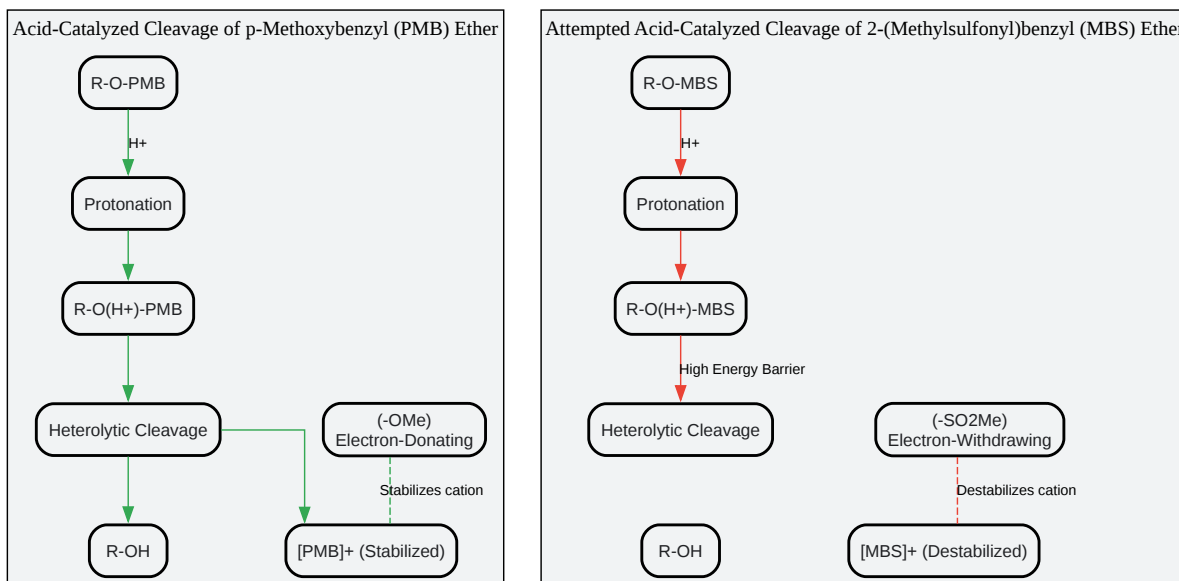 Acid-Catalyzed Cleavage of p-Methoxybenzyl (PMB) Ether
R-O-PMB
H+
Protonation
R-O(H+)-PMB
Heterolytic Cleavage
(-OMe)
Electron-Donating
Stabilizes cation
R-OH
[PMB]+ (Stabilized)
Attempted Acid-Catalyzed Cleavage of 2-(Methylsulfonyl)benzyl (MBS) Ether
R-O-MBS
H+
Protonation
R-O(H+)-MBS
High Energy Barrier
Heterolytic Cleavage
(-SO2Me)
Electron-Withdrawing
Destabilizes cation
R-OH
[MBS]+ (Destabilized)